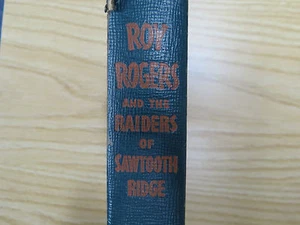 ROY
ROGERS
AND THE
RAIDERS
OF
SAWTOOTH
RIDGE